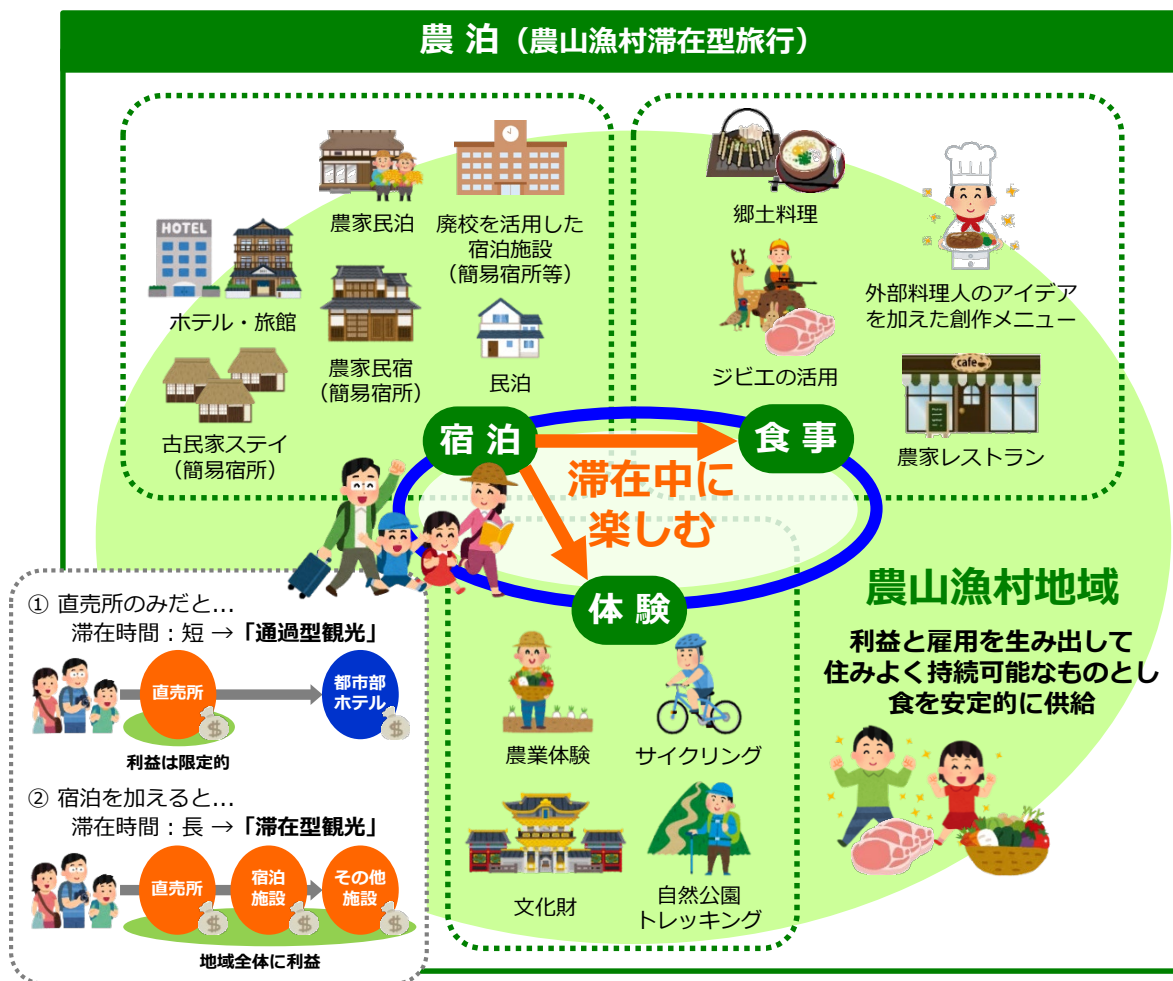 農 泊（農山漁村滞在型旅行）
農家民泊
廃校を活用した
宿泊施設
（簡易宿所等）
HOTEL
ホテル・旅館
農家民宿
（簡易宿所）
民泊
古民家ステイ
（簡易宿所）
郷土料理
外部料理人のアイデア
を加えた創作メニュー
ジビエの活用
cafe
農家レストラン
宿 泊
食 事
滞在中に
楽しむ
体 験
農業体験
サイクリング
文化財
自然公園
トレッキング
農山漁村地域
利益と雇用を生み出して
住みよく持続可能なものとし
食を安定的に供給
① 直売所のみだと…
滞在時間：短 →「通過型観光」
直売所
都市部
ホテル
$
$
利益は限定的
② 宿泊を加えると…
滞在時間：長 →「滞在型観光」
直売所
宿泊
施設
その他
施設
$
$
$
地域全体に利益